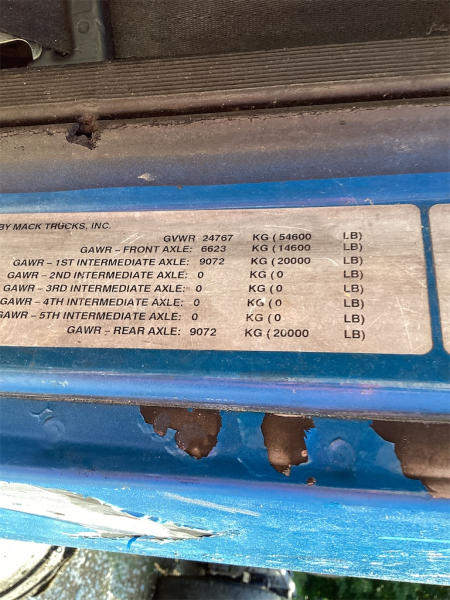 BY MACK TRUCKS, INC.
GVWR 24767 KG ( 54600 LB)
GAWR – FRONT AXLE: 6623 KG ( 14600 LB)
GAWR – 1ST INTERMEDIATE AXLE: 9072 KG ( 20000 LB)
GAWR – 2ND INTERMEDIATE AXLE: 0 KG ( 0 LB)
GAWR – 3RD INTERMEDIATE AXLE: 0 KG ( 0 LB)
GAWR – 4TH INTERMEDIATE AXLE: 0 KG ( 0 LB)
GAWR – 5TH INTERMEDIATE AXLE: 0 KG ( 0 LB)
GAWR – REAR AXLE: 9072 KG ( 20000 LB)